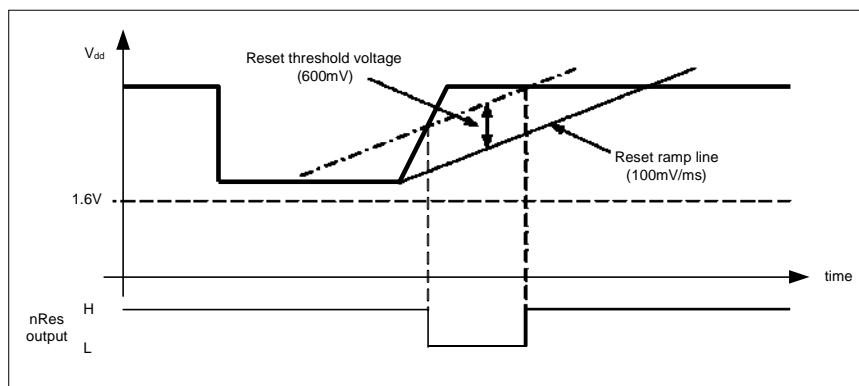 Vdd
Reset threshold voltage
(600mV)
Reset ramp line
(100mV/ms)
1.6V
time
H
nRes
output
L